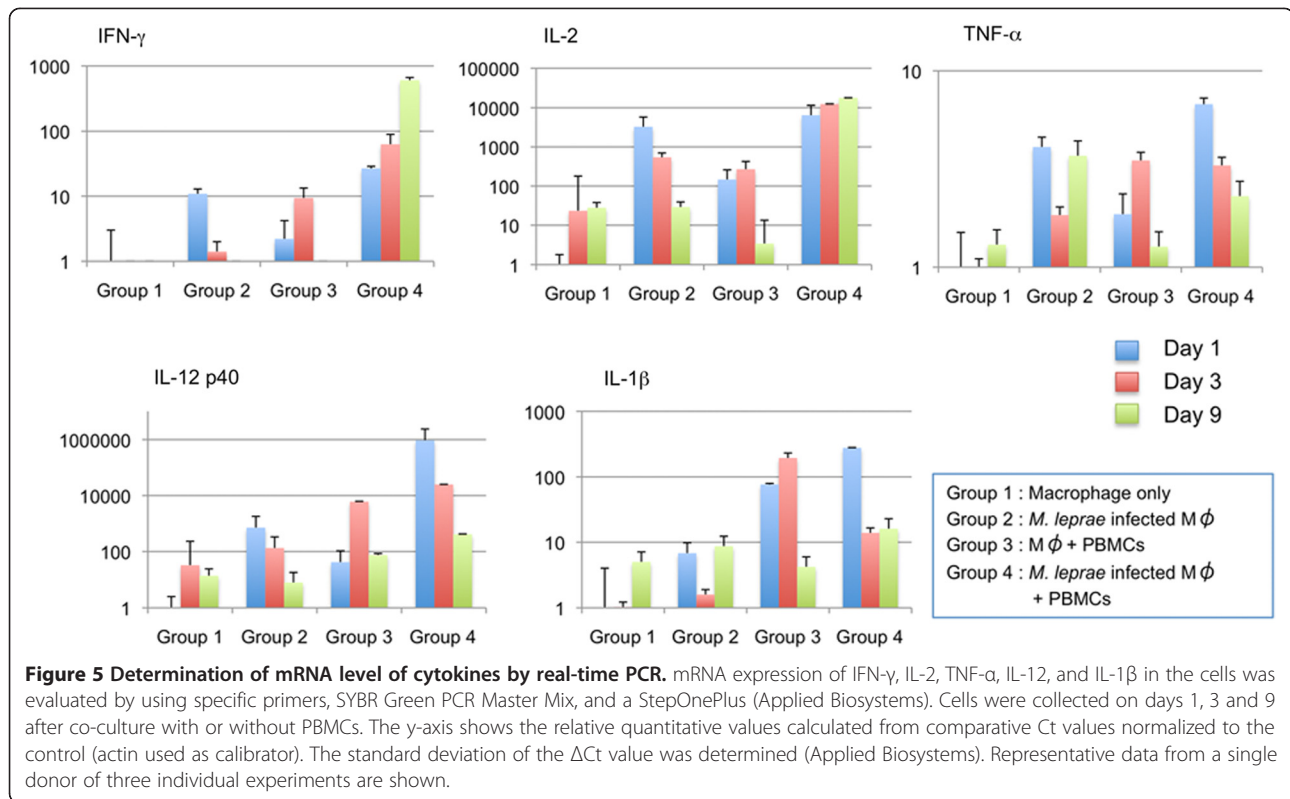 IFN-γ
1000
100
10
1
Group 1 Group 2 Group 3 Group 4
IL-2
100000
10000
1000
100
10
1
Group 1 Group 2 Group 3 Group 4
TNF-α
10
1
Group 1 Group 2 Group 3 Group 4
IL-12 p40
1000000
10000
100
1
Group 1 Group 2 Group 3 Group 4
IL-1β
1000
100
10
1
Group 1 Group 2 Group 3 Group 4
Day 1
Day 3
Day 9
Group 1 : Macrophage only
Group 2 : M. leprae infected Mϕ
Group 3 : Mϕ + PBMCs
Group 4 : M. leprae infected Mϕ
+ PBMCs
Figure 5 Determination of mRNA level of cytokines by real-time PCR. mRNA expression of IFN-γ, IL-2, TNF-α, IL-12, and IL-1β in the cells was
evaluated by using specific primers, SYBR Green PCR Master Mix, and a StepOnePlus (Applied Biosystems). Cells were collected on days 1, 3 and 9
after co-culture with or without PBMCs. The y-axis shows the relative quantitative values calculated from comparative Ct values normalized to the
control (actin used as calibrator). The standard deviation of the ΔCt value was determined (Applied Biosystems). Representative data from a single
donor of three individual experiments are shown.